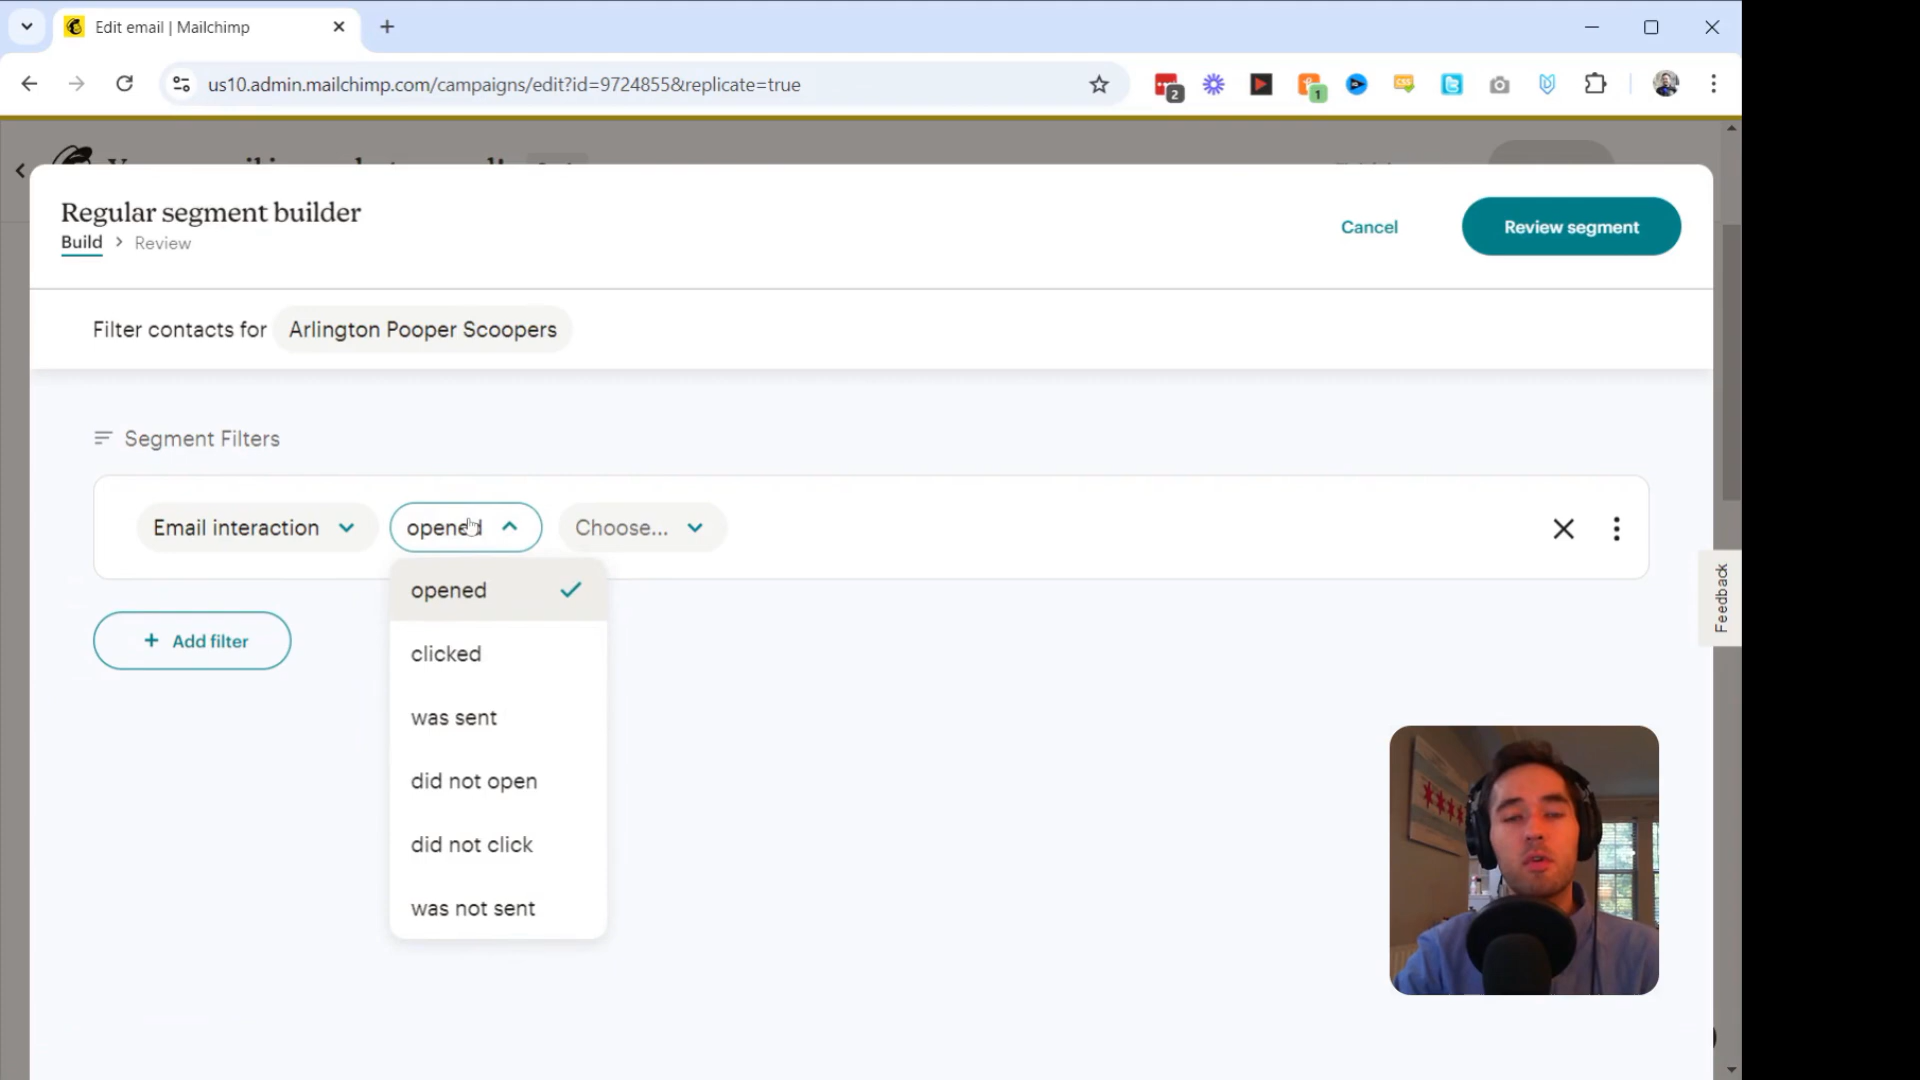 Edit email | Mailchimp
us10.admin.mailchimp.com/campaigns/edit?id=9724855&replicate=true
2
1
Regular segment builder
Build > Review
Cancel
Review segment
Filter contacts for Arlington Pooper Scoopers
Segment Filters
Email interaction
opened
Choose...
opened
clicked
was sent
did not open
did not click
was not sent
+ Add filter
Feedback